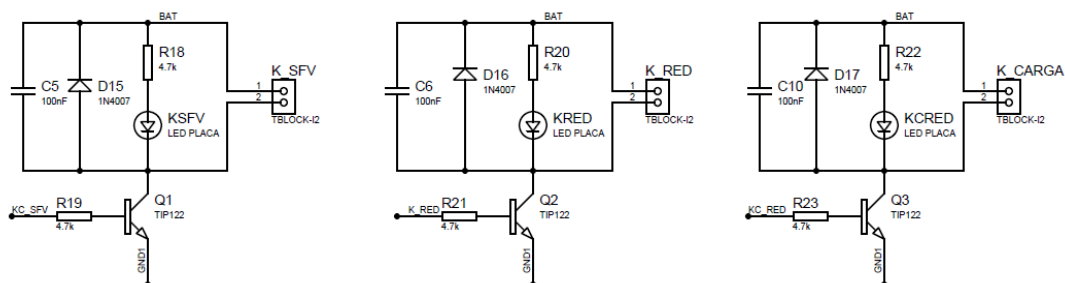 BAT
C5
100nF
D15
1N4007
R18
4.7k
KSFV
LED PLACA
K_SFV
1
2
TBLOCK-I2
KC_SFV
R19
4.7k
Q1
TIP122
GND1
BAT
C6
100nF
D16
1N4007
R20
4.7k
KRED
LED PLACA
K_RED
1
2
TBLOCK-I2
K_RED
R21
4.7k
Q2
TIP122
GND1
BAT
C10
100nF
D17
1N4007
R22
4.7k
KCRED
LED PLACA
K_CARGA
1
2
TBLOCK-I2
KC_RED
R23
4.7k
Q3
TIP122
GND1